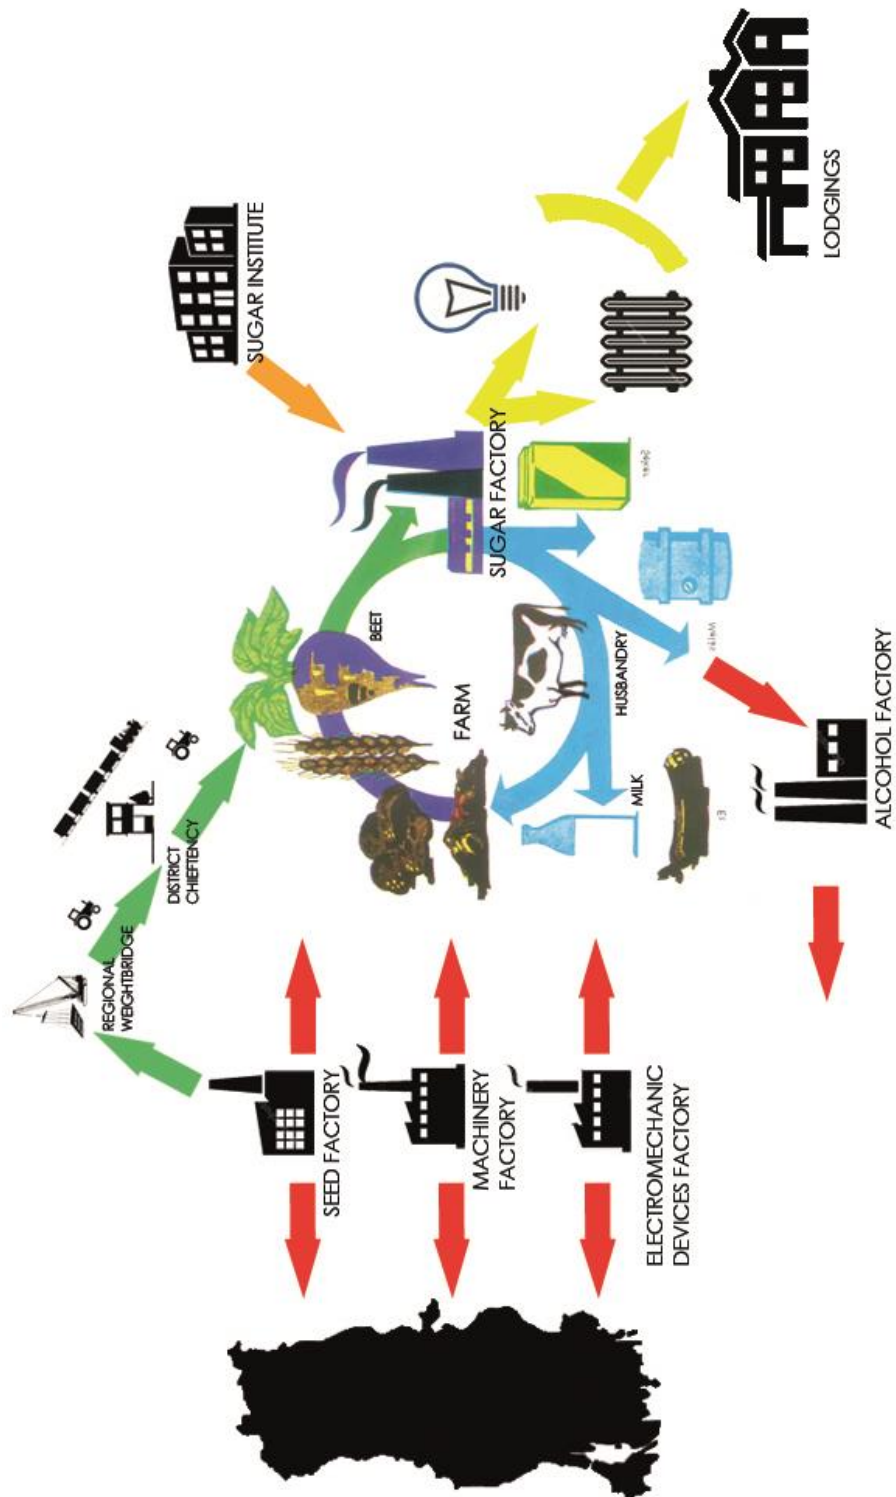 REGIONAL
WEIGHTBRIDGE
DISTRICT
CHIEFTENCY
SUGAR INSTITUTE
SEED FACTORY
BEET
FARM
MACHINERY
FACTORY
SUGAR FACTORY
HUSBANDRY
MILK
Seker
ELECTROMECHANIC
DEVICES FACTORY
LODGINGS
ALCOHOL FACTORY